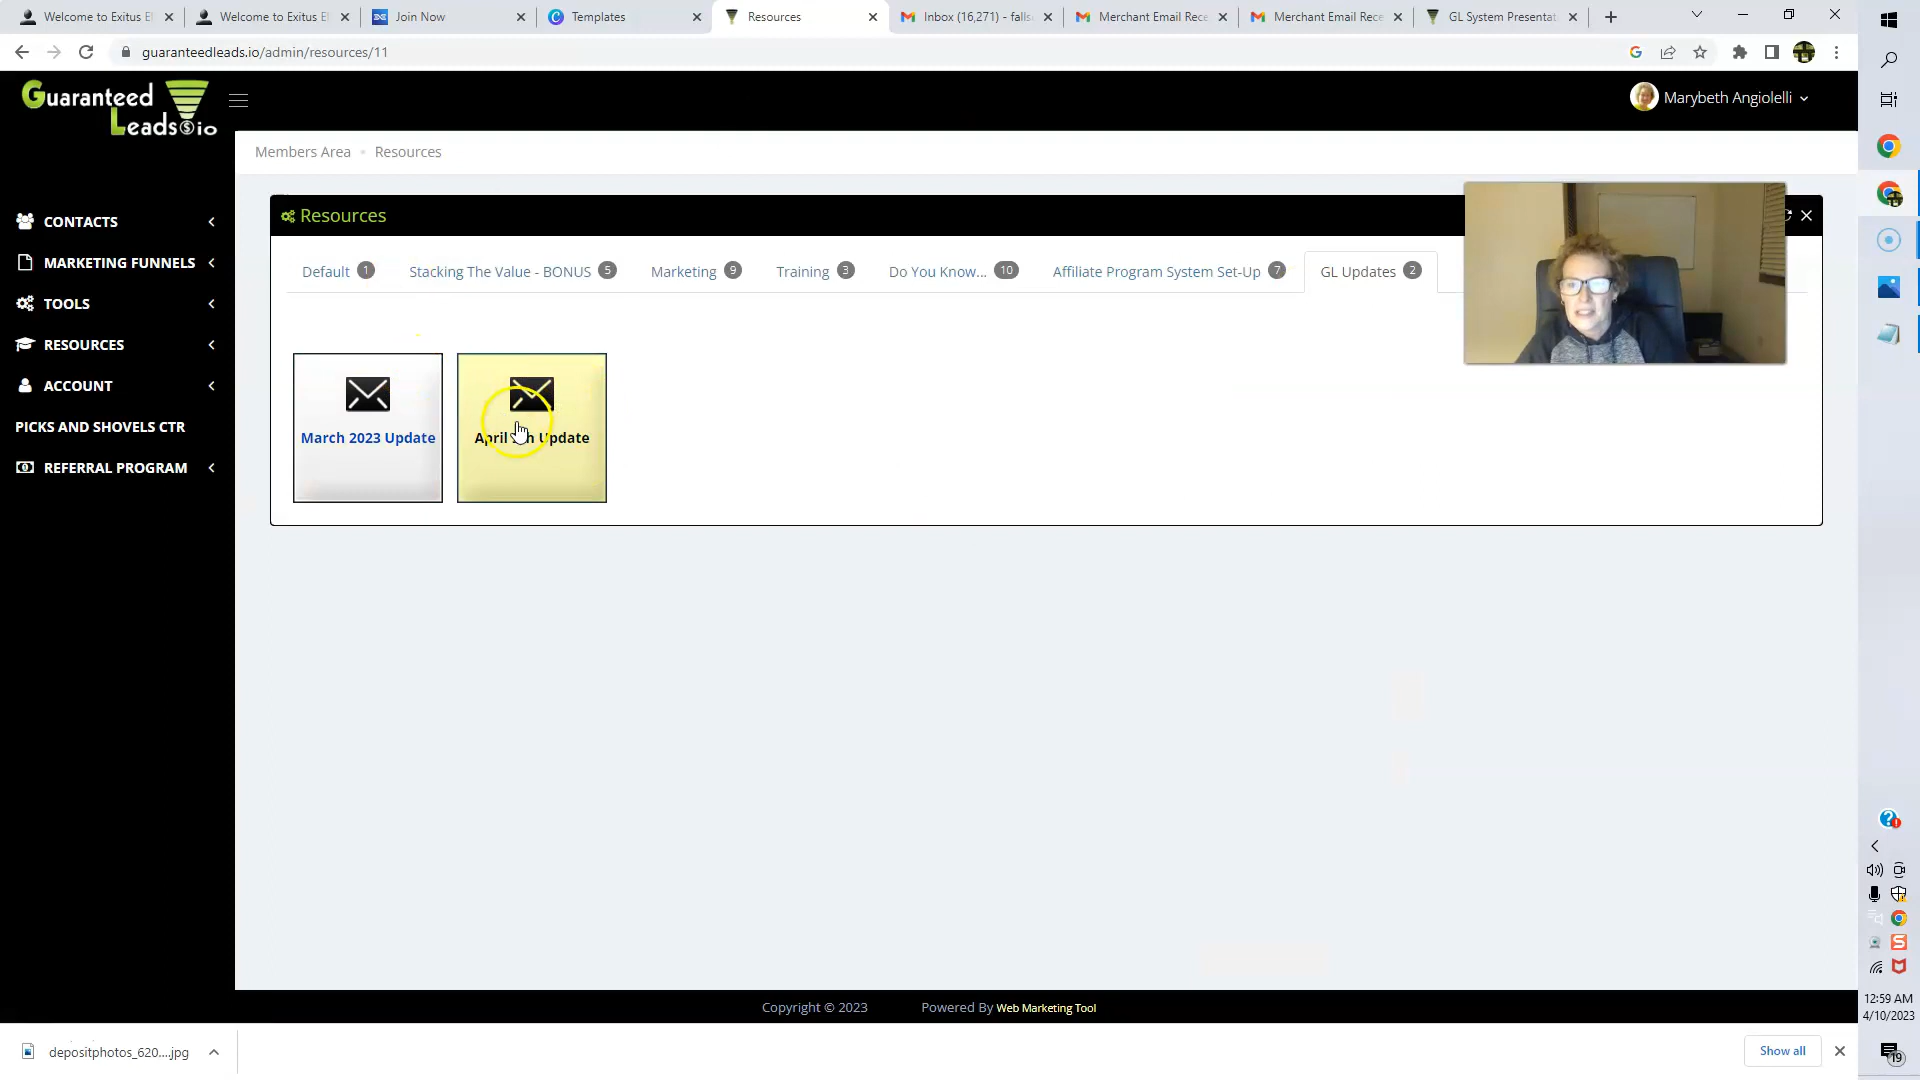 Welcome to Exitus El
Welcome to Exitus El
Join Now
Templates
Resources
Inbox (16,271) - falls
Merchant Email Rece
Merchant Email Rece
GL System Presentat
guaranteedleads.io/admin/resources/11
Guaranteed
Leads.io
Marybeth Angiolelli
Members Area
Resources
CONTACTS
MARKETING FUNNELS
TOOLS
RESOURCES
ACCOUNT
PICKS AND SHOVELS CTR
REFERRAL PROGRAM
Resources
Default 1
Stacking The Value - BONUS 5
Marketing 9
Training 3
Do You Know... 10
Affiliate Program System Set-Up 7
GL Updates 2
March 2023 Update
April Update
Copyright © 2023
Powered By Web Marketing Tool
depositphotos_620....jpg
Show all
12:59 AM
4/10/2023
19